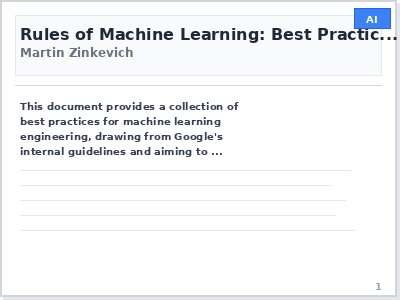 AI
Rules of Machine Learning: Best Practic...
Martin Zinkevich
This document provides a collection of
best practices for machine learning
engineering, drawing from Google's
internal guidelines and aiming to ...
1